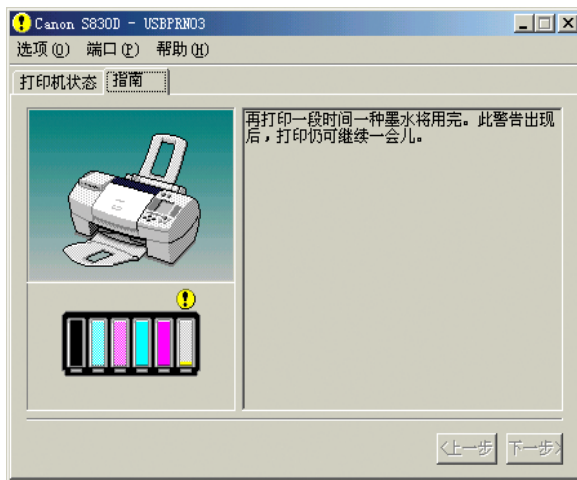 Canon S830D - USBPRN03
选项(O) 端口(P) 帮助(H)
打印机状态 指南
再打印一段时间一种墨水将用完。此警告出现
后，打印仍可继续一会儿。
<上一步 下一步>